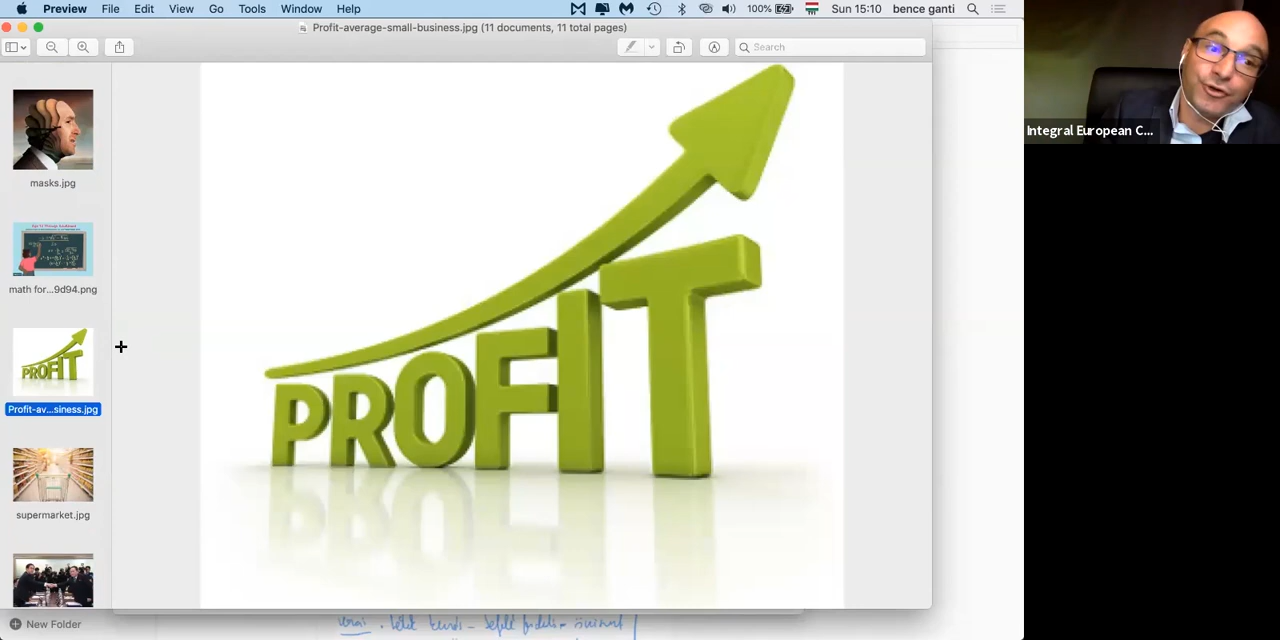 Preview File Edit View Go Tools Window Help 100% Sun 15:10 bence ganti
Profit-average-small-business.jpg (11 documents, 11 total pages)
Search
masks.jpg
math for...9d94.png
Profit-av...siness.jpg
supermarket.jpg
New Folder
PROFIT
Integral European C...